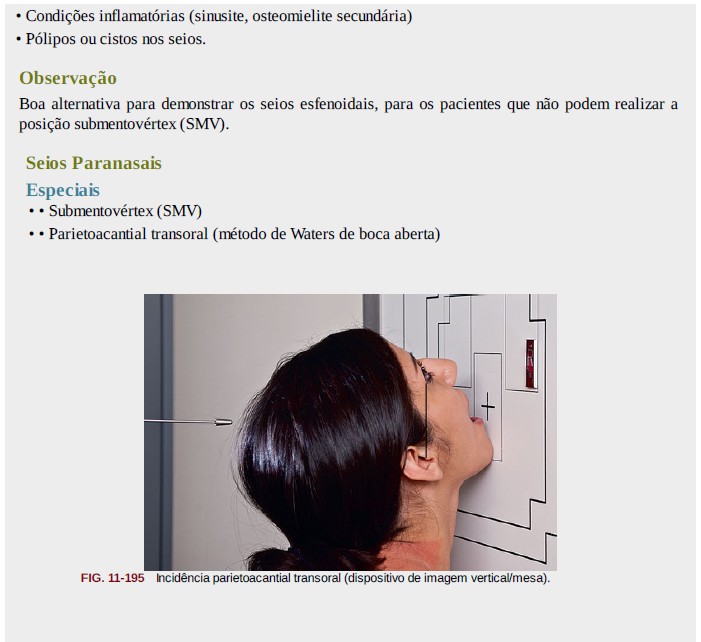 • Condições inflamatórias (sinusite, osteomielite secundária)
• Pólipos ou cistos nos seios.
Observação
Boa alternativa para demonstrar os seios esfenoidais, para os pacientes que não podem realizar a
posição submentovértex (SMV).
Seios Paranasais
Especiais
• • Submentovértex (SMV)
• • Parietoacantial transoral (método de Waters de boca aberta)
FIG. 11-195 Incidência parietoacantial transoral (dispositivo de imagem vertical/mesa).